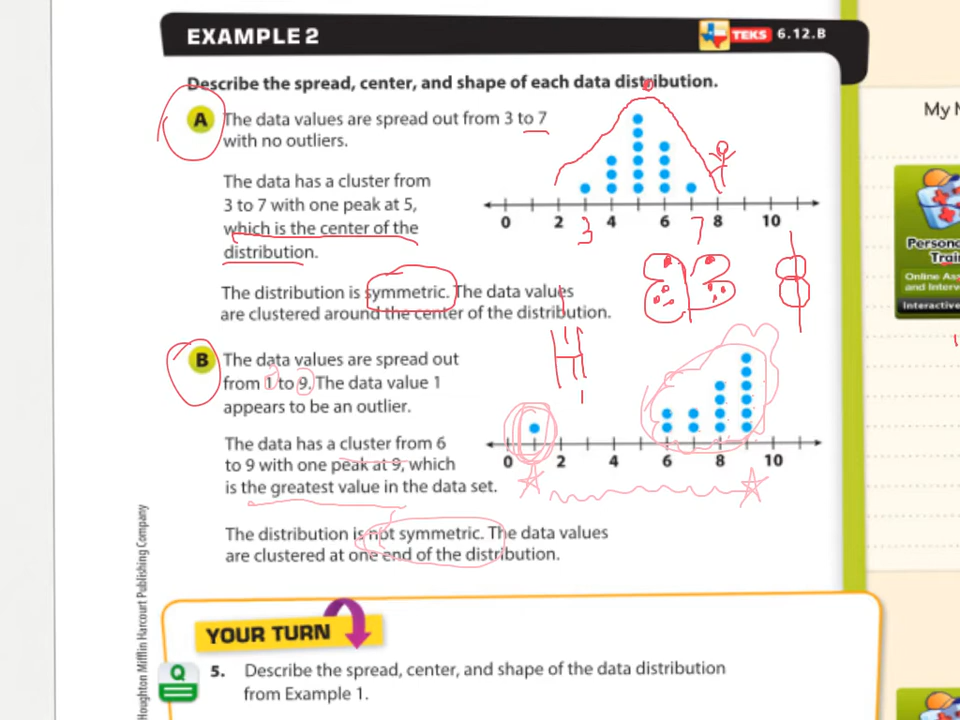 EXAMPLE 2
TEKS 6.12.B
Describe the spread, center, and shape of each data distribution.
A
The data values are spread out from 3 to 7
with no outliers.
The data has a cluster from
3 to 7 with one peak at 5,
which is the center of the
distribution.
0 2 4 6 8 10
3 7
The distribution is symmetric. The data values
are clustered around the center of the distribution.
8
B
The data values are spread out
from 1 to 9. The data value 1
appears to be an outlier.
The data has a cluster from 6
to 9 with one peak at 9, which
is the greatest value in the data set.
0 2 4 6 8 10
The distribution is not symmetric. The data values
are clustered at one end of the distribution.
YOUR TURN
5. Describe the spread, center, and shape of the data distribution
from Example 1.
Houghton Mifflin Harcourt Publishing Company
My
Persona
Train
Online Ass
and Interv
Interactive